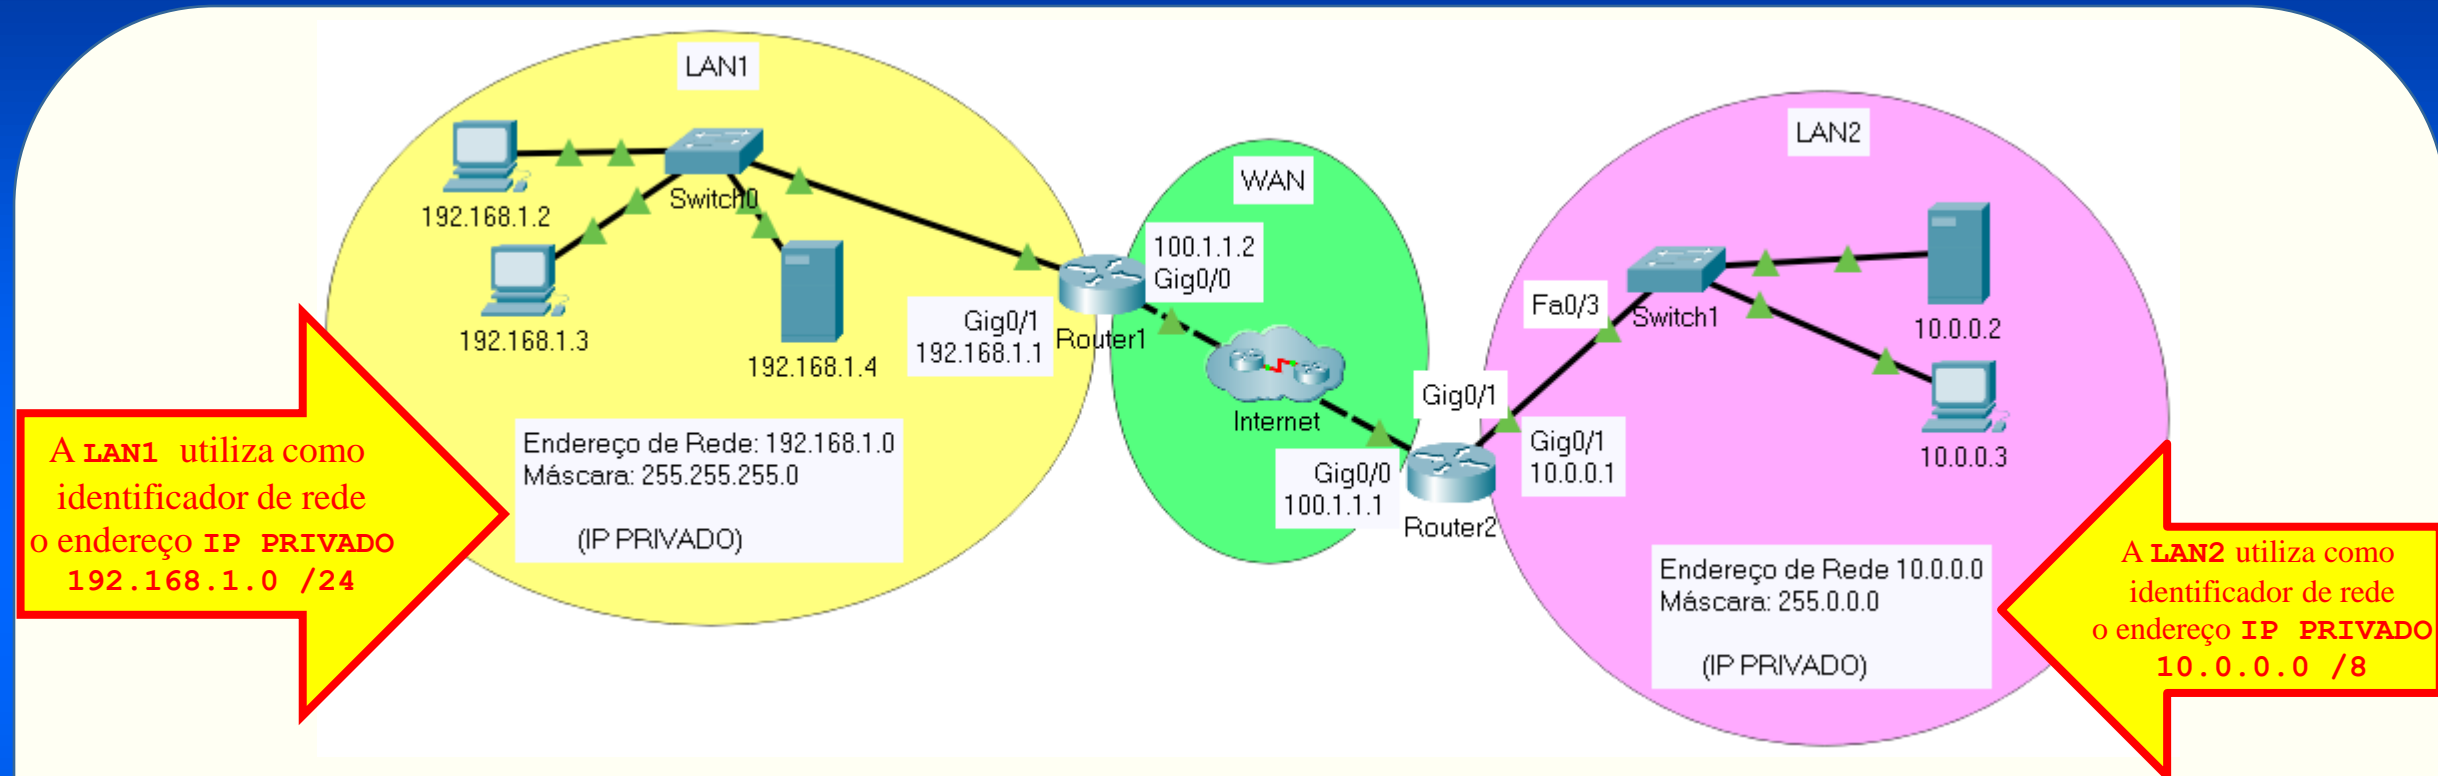 LAN1
192.168.1.2
Switch0
192.168.1.3
192.168.1.4
Gig0/1
192.168.1.1
Router1
Endereço de Rede: 192.168.1.0
Máscara: 255.255.255.0
(IP PRIVADO)
A LAN1 utiliza como
identificador de rede
o endereço IP PRIVADO
192.168.1.0 /24
WAN
100.1.1.2
Gig0/0
Internet
Gig0/0
100.1.1.1
Router2
Gig0/1
Gig0/1
10.0.0.1
LAN2
Fa0/3
Switch1
10.0.0.2
10.0.0.3
Endereço de Rede 10.0.0.0
Máscara: 255.0.0.0
(IP PRIVADO)
A LAN2 utiliza como
identificador de rede
o endereço IP PRIVADO
10.0.0.0 /8